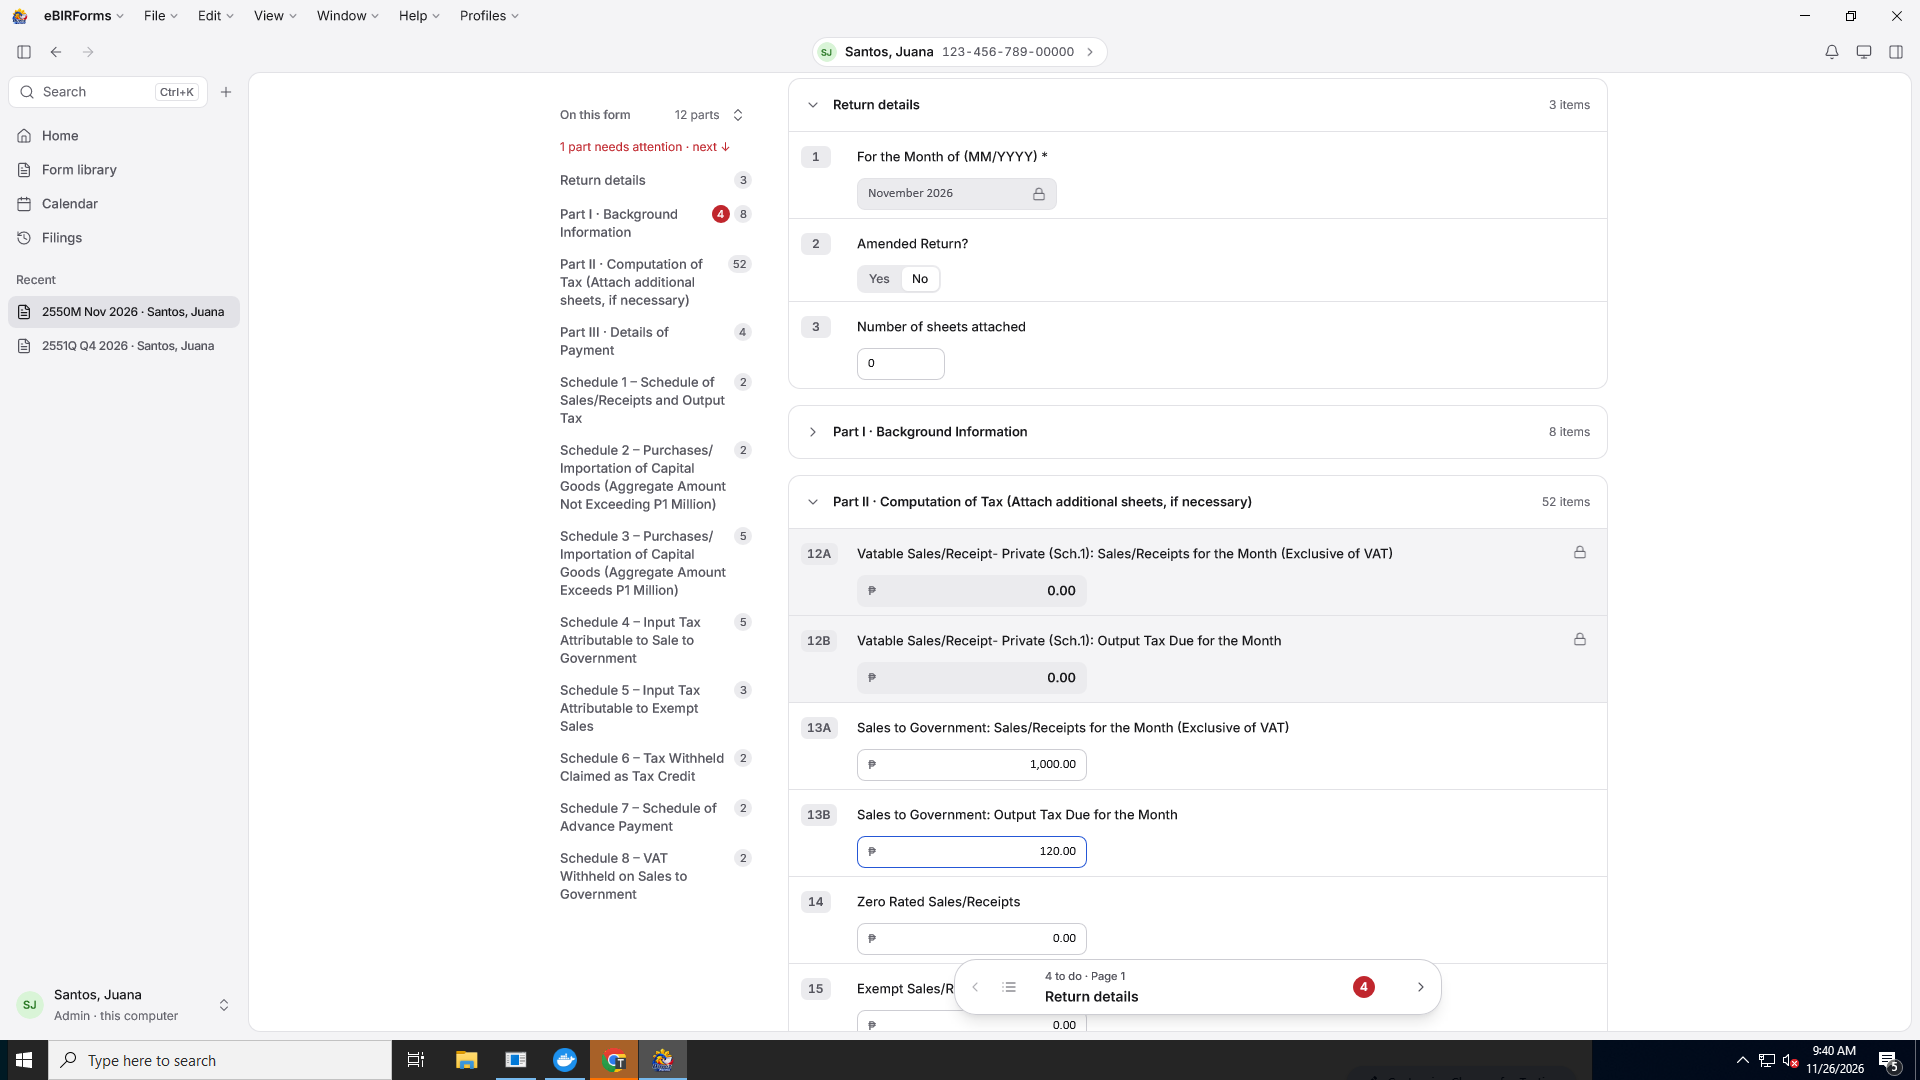 eBIRForms
File
Edit
View
Window
Help
Profiles
SJ
Santos, Juana 123-456-789-00000
Search
Ctrl+K
Home
Form library
Calendar
Filings
Recent
2550M Nov 2026 · Santos, Juana
2551Q Q4 2026 · Santos, Juana
SJ
Santos, Juana
Admin · this computer
On this form
12 parts
1 part needs attention · next ↓
Return details
3
Part I · Background
Information
4
8
Part II · Computation of
Tax (Attach additional
sheets, if necessary)
52
Part III · Details of
Payment
4
Schedule 1 – Schedule of
Sales/Receipts and Output
Tax
2
Schedule 2 – Purchases/
Importation of Capital
Goods (Aggregate Amount
Not Exceeding P1 Million)
2
Schedule 3 – Purchases/
Importation of Capital
Goods (Aggregate Amount
Exceeds P1 Million)
5
Schedule 4 – Input Tax
Attributable to Sale to
Government
5
Schedule 5 – Input Tax
Attributable to Exempt
Sales
3
Schedule 6 – Tax Withheld
Claimed as Tax Credit
2
Schedule 7 – Schedule of
Advance Payment
2
Schedule 8 – VAT
Withheld on Sales to
Government
2
Return details
3 items
1
For the Month of (MM/YYYY) *
November 2026
2
Amended Return?
Yes
No
3
Number of sheets attached
0
Part I · Background Information
8 items
Part II · Computation of Tax (Attach additional sheets, if necessary)
52 items
12A
Vatable Sales/Receipt- Private (Sch.1): Sales/Receipts for the Month (Exclusive of VAT)
₱ 0.00
12B
Vatable Sales/Receipt- Private (Sch.1): Output Tax Due for the Month
₱ 0.00
13A
Sales to Government: Sales/Receipts for the Month (Exclusive of VAT)
₱ 1,000.00
13B
Sales to Government: Output Tax Due for the Month
₱ 120.00
14
Zero Rated Sales/Receipts
₱ 0.00
15
Exempt Sales/R
₱ 0.00
4 to do · Page 1
Return details
4
Type here to search
9:40 AM
11/26/2026
5